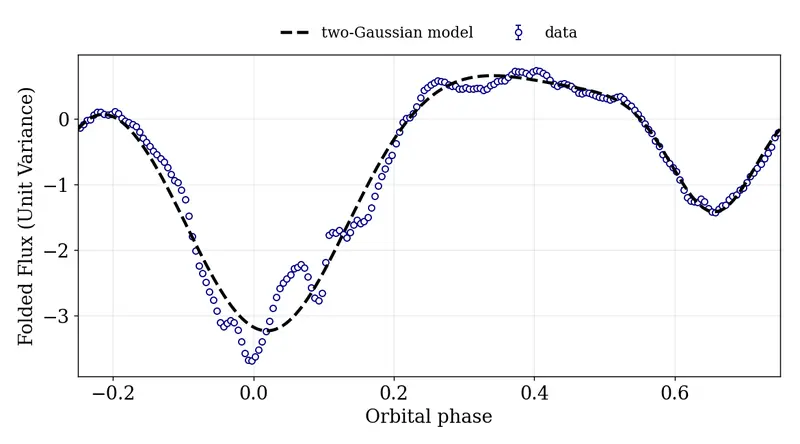 two-Gaussian model data
Folded Flux (Unit Variance)
0
−1
−2
−3
−0.2 0.0 0.2 0.4 0.6
Orbital phase